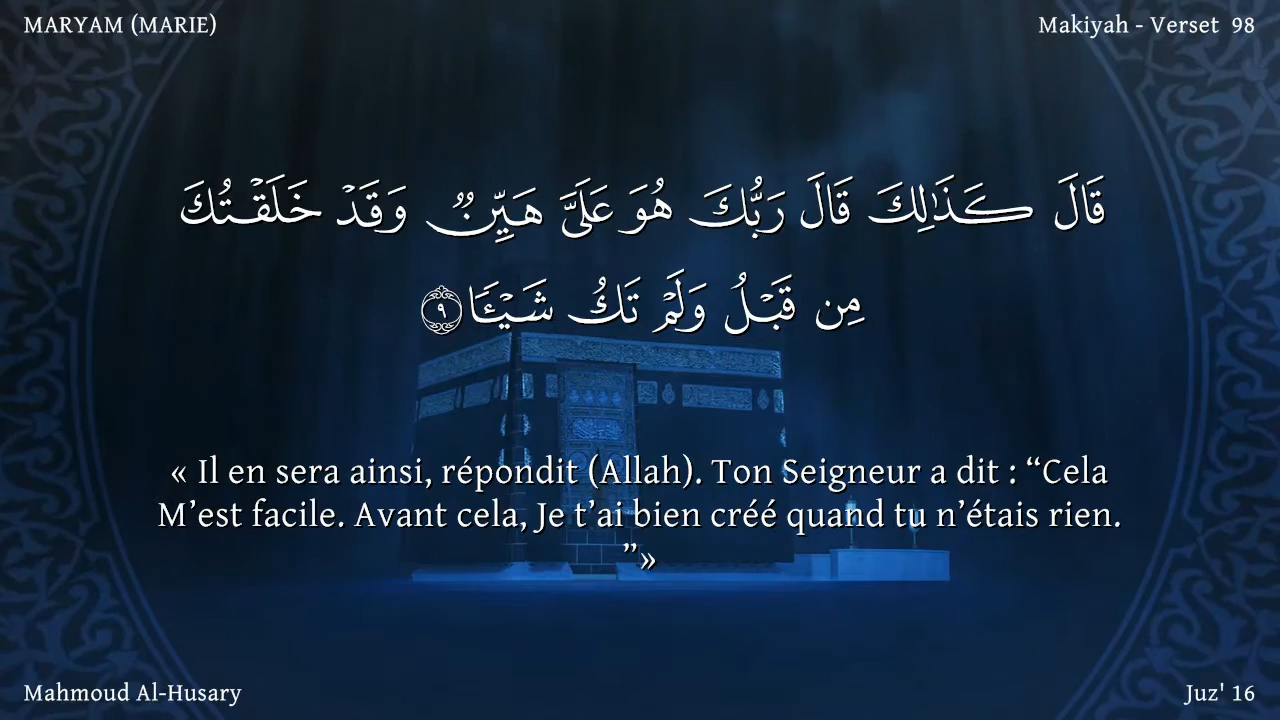 MARYAM (MARIE)
Makiyah - Verset 98
قَالَ كَذَٰلِكَ قَالَ رَبُّكَ هُوَ عَلَىَّ هَيِّنٌۭ وَقَدْ خَلَقْتُكَ
مِن قَبْلُ وَلَمْ تَكُ شَيْـًۭٔا ٩
« Il en sera ainsi, répondit (Allah). Ton Seigneur a dit : “Cela
M’est facile. Avant cela, Je t’ai bien créé quand tu n’étais rien.
”»
Mahmoud Al-Husary
Juz' 16